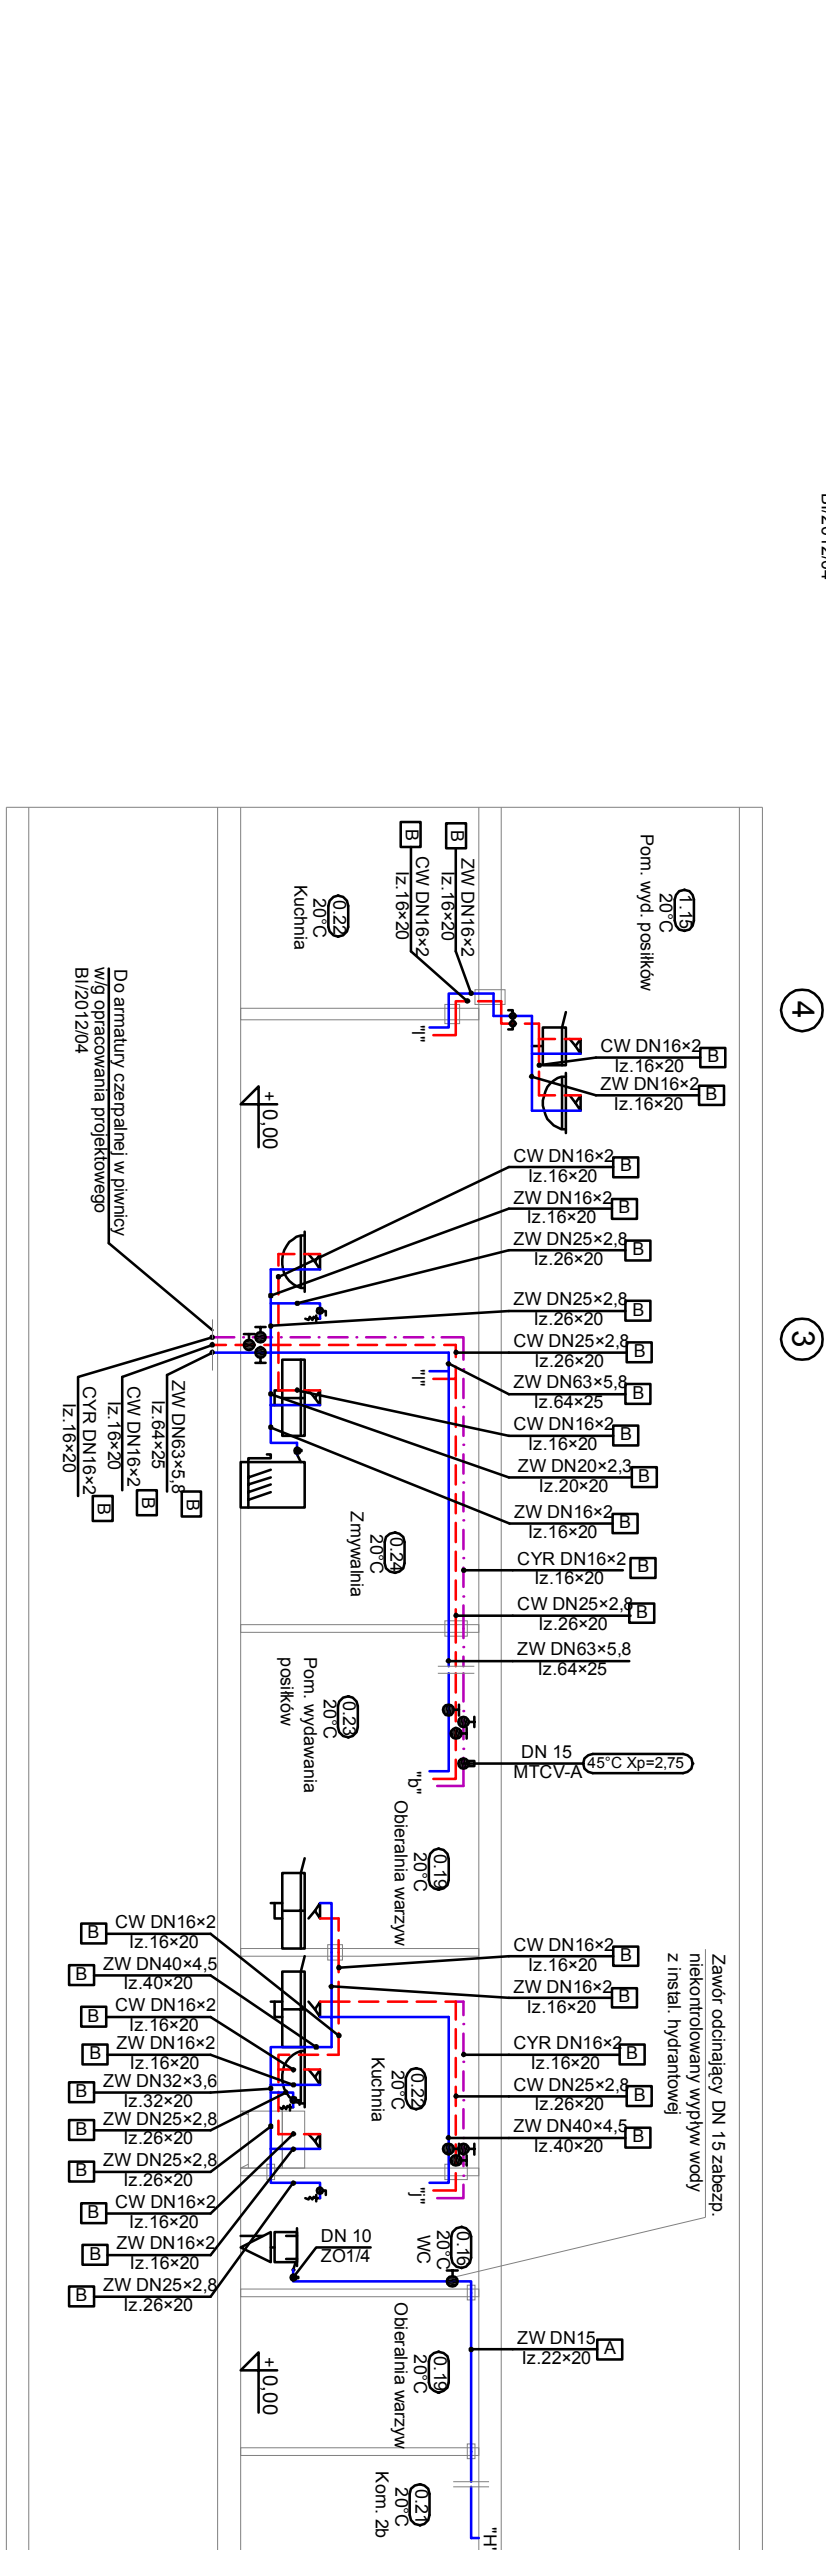 BI/2012/04
4
3
1.15
20°C
Pom. wyd. posiłków
B
ZW DN16×2
Iz.16×20
B
CW DN16×2
Iz.16×20
0.22
20°C
Kuchnia
"I"
CW DN16×2 B
Iz.16×20
ZW DN16×2 B
Iz.16×20
+0,00
Do armatury czerpalnej w piwnicy
w/g opracowania projektowego
BI/2012/04
CW DN16×2 B
Iz.16×20
ZW DN16×2 B
Iz.16×20
ZW DN25×2,8 B
Iz.26×20
ZW DN25×2,8 B
Iz.26×20
CW DN25×2,8 B
Iz.26×20
ZW DN63×5,8 B
Iz.64×25
CW DN16×2 B
Iz.16×20
ZW DN20×2,3 B
Iz.20×20
ZW DN16×2 B
Iz.16×20
CYR DN16×2 B
Iz.16×20
CW DN25×2,8 B
Iz.26×20
ZW DN63×5,8
Iz.64×25
"I"
ZW DN63×5,8 B
Iz.64×25
CW DN16×2 B
Iz.16×20
CYR DN16×2 B
Iz.16×20
0.24
20°C
Zmywalnia
0.23
20°C
Pom. wydawania
posiłków
DN 15
MTCV-A
45°C Xp=2,75
"b"
0.19
20°C
Obieralnia warzyw
B CW DN16×2
Iz.16×20
B ZW DN40×4,5
Iz.40×20
B CW DN16×2
Iz.16×20
B ZW DN16×2
Iz.16×20
B ZW DN32×3,6
Iz.32×20
B ZW DN25×2,8
Iz.26×20
B ZW DN25×2,8
Iz.26×20
B CW DN16×2
Iz.16×20
B ZW DN16×2
Iz.16×20
B ZW DN25×2,8
Iz.26×20
CW DN16×2 B
Iz.16×20
ZW DN16×2 B
Iz.16×20
CYR DN16×2 B
Iz.16×20
CW DN25×2,8 B
Iz.26×20
ZW DN40×4,5 B
Iz.40×20
0.22
20°C
Kuchnia
"j"
Zawór odcinający DN 15 zabezp.
niekontrolowany wypływ wody
z instal. hydrantowej
DN 10
ZO1/4
0.16
20°C
WC
ZW DN15 A
Iz.22×20
0.19
20°C
Obieralnia warzyw
+0,00
0.21
20°C
Kom. 2b
"H"